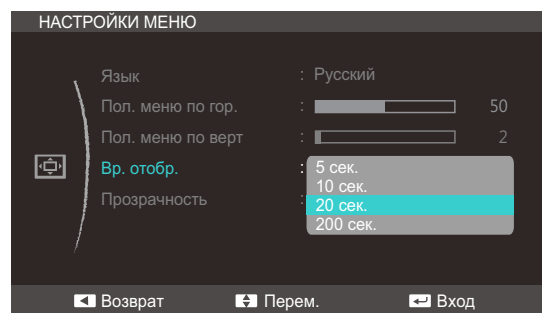 НАСТРОЙКИ МЕНЮ
Язык : Русский
Пол. меню по гор. : 50
Пол. меню по верт : 2
Вр. отобр. : 5 сек.
10 сек.
Прозрачность : 20 сек.
200 сек.
Возврат Перем. Вход